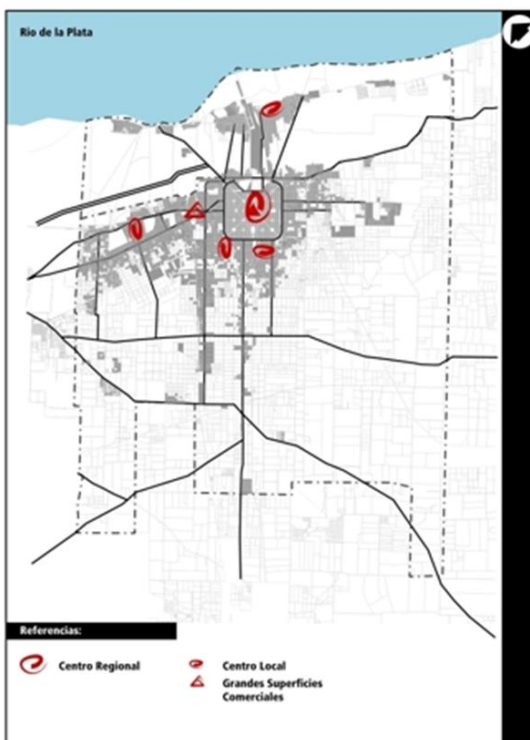 Río de la Plata
Referencias:
Centro Regional
Centro Local
Grandes Superficies
Comerciales